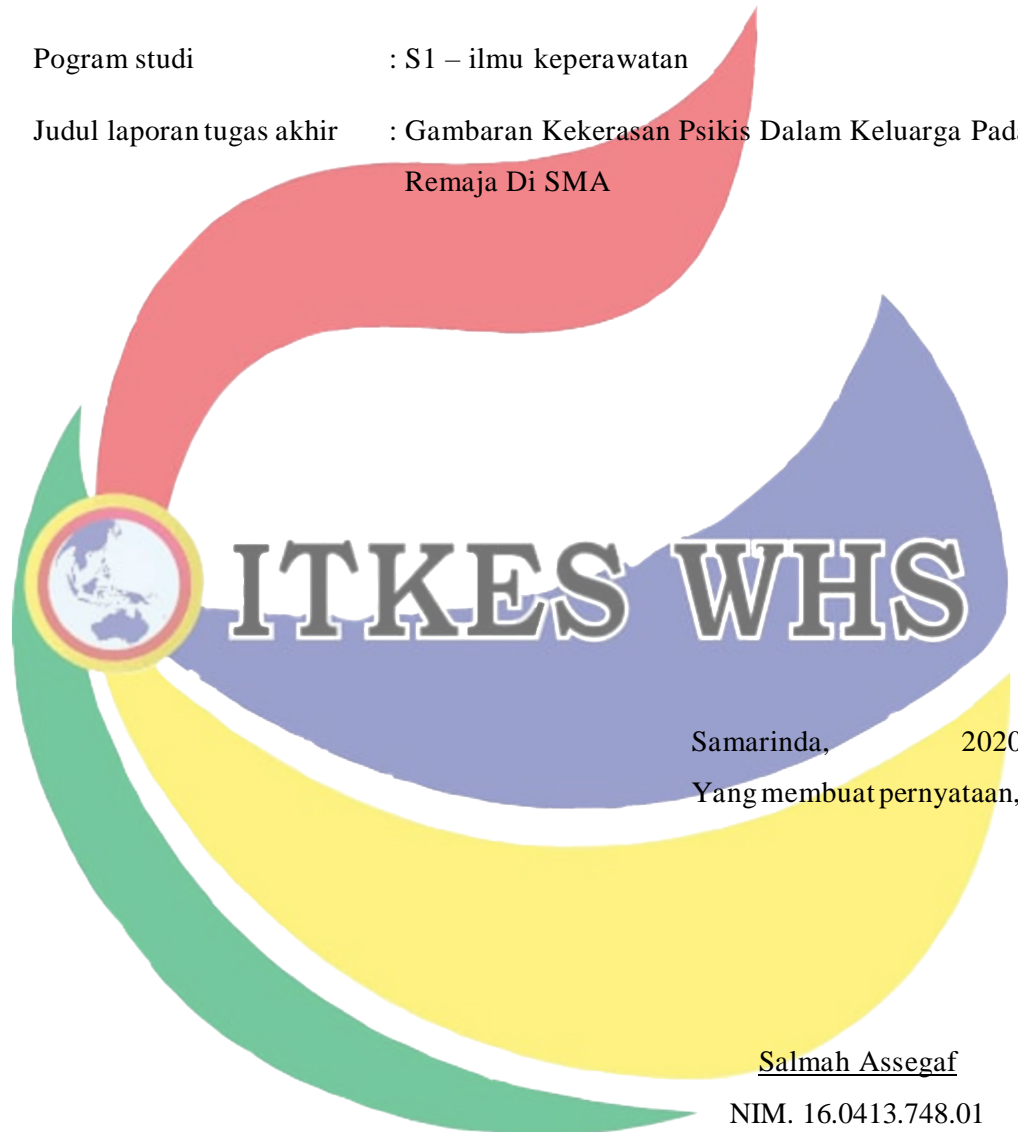 Pogram studi : S1 – ilmu keperawatan
Judul laporan tugas akhir : Gambaran Kekerasan Psikis Dalam Keluarga Pada
Remaja Di SMA
ITKES WHS
Samarinda, 2020
Yang membuat pernyataan,
Salmah Assegaf
NIM. 16.0413.748.01